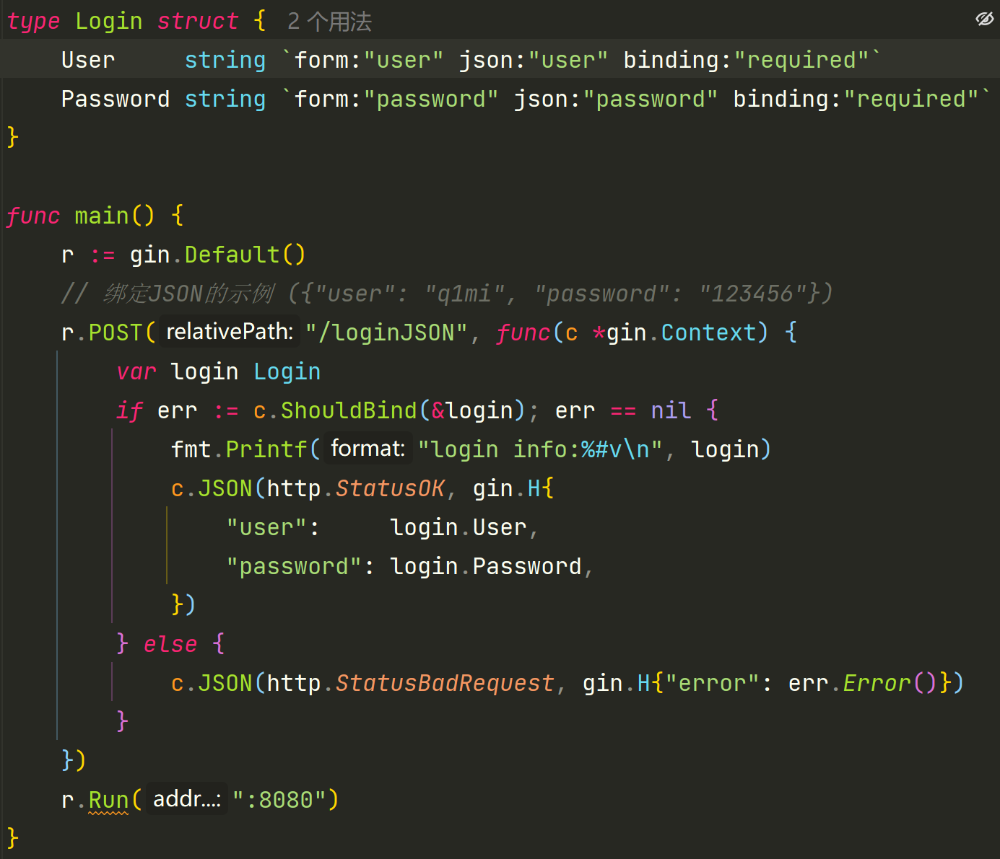 type Login struct { 2 个用法
    User     string `form:"user" json:"user" binding:"required"`
    Password string `form:"password" json:"password" binding:"required"`
}
func main() {
    r := gin.Default()
    // 绑定JSON的示例 ({"user": "q1mi", "password": "123456"})
    r.POST( relativePath: "/loginJSON", func(c *gin.Context) {
        var login Login
        if err := c.ShouldBind(&login); err == nil {
            fmt.Printf( format: "login info:%#v\n", login)
            c.JSON(http.StatusOK, gin.H{
                "user":     login.User,
                "password": login.Password,
            })
        } else {
            c.JSON(http.StatusBadRequest, gin.H{"error": err.Error()})
        }
    })
    r.Run( addr...: ":8080")
}